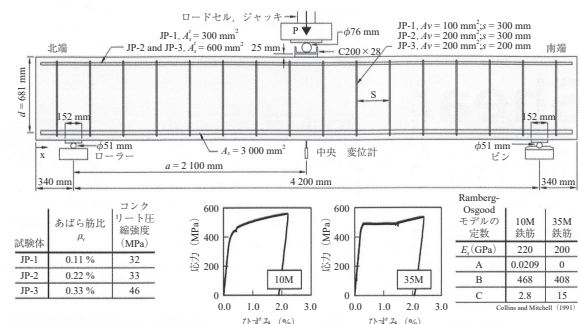 ロードセル,ジャッキ
P
φ76 mm
C200×28
25 mm
JP-1, A's = 300 mm²
JP-2 and JP-3, A's = 600 mm²
JP-1, Av = 100 mm²;s = 300 mm
JP-2, Av = 200 mm²;s = 300 mm
JP-3, Av = 200 mm²;s = 200 mm
北端
南端
d = 681 mm
S
152 mm
152 mm
φ51 mm
ローラー
As = 3 000 mm²
中央 変位計
φ51 mm
ピン
x
a = 2 100 mm
340 mm
4 200 mm
340 mm
試験体 あばら筋比 ρv コンクリート圧縮強度 (MPa)
JP-1 0.11 % 32
JP-2 0.22 % 33
JP-3 0.33 % 46
応力 (MPa)
600
400
200
0
0.0 1.0 2.0 3.0
ひずみ (%)
10M
応力 (MPa)
600
400
200
0
0.0 1.0 2.0 3.0
ひずみ (%)
35M
Ramberg-Osgood モデルの定数 10M 鉄筋 35M 鉄筋
Es(GPa) 220 200
A 0.0209 0
B 468 408
C 2.8 15
Collins and Mitchell (1991)